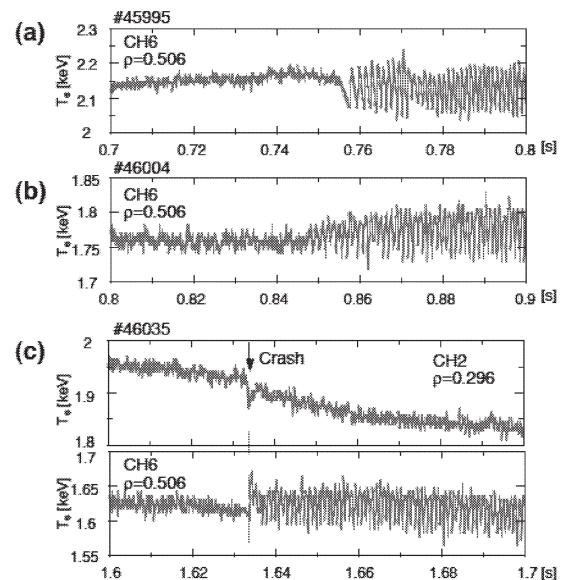 #45995
(a)
CH6
ρ=0.506
2.3
2.2
2.15
2.1
2
Te [keV]
0.7 0.72 0.74 0.76 0.78 0.8 [s]
#46004
(b)
CH6
ρ=0.506
1.85
1.8
1.75
1.7
Te [keV]
0.8 0.82 0.84 0.86 0.88 0.9 [s]
#46035
(c)
Crash
CH2
ρ=0.296
2
1.9
1.8
Te [keV]
CH6
ρ=0.506
1.7
1.65
1.6
1.55
Te [keV]
1.6 1.62 1.64 1.66 1.68 1.7 [s]